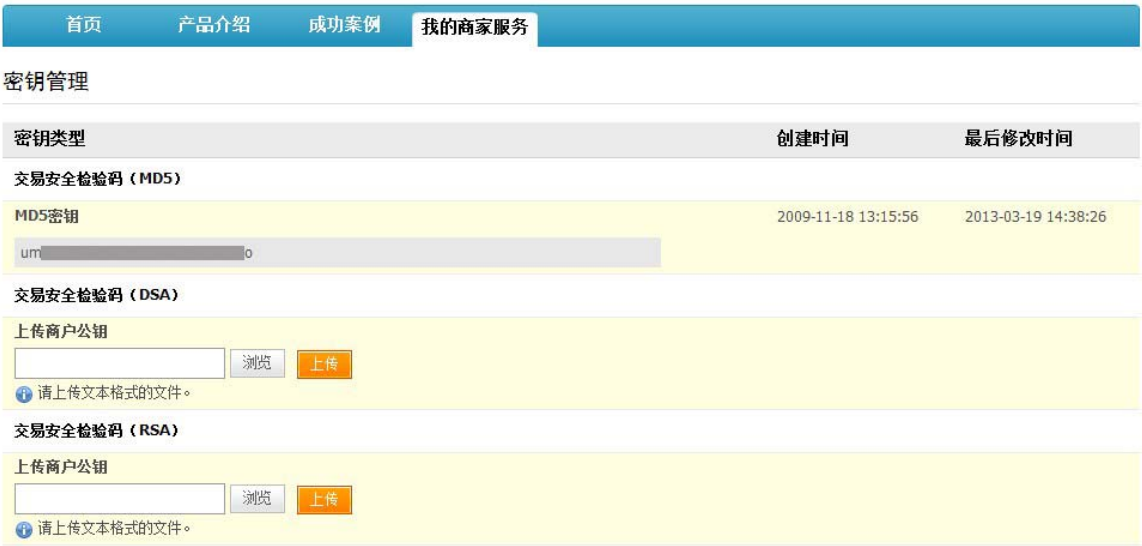 首页 产品介绍 成功案例 我的商家服务
密钥管理
密钥类型 创建时间 最后修改时间
交易安全检验码（MD5）
MD5密钥 2009-11-18 13:15:56 2013-03-19 14:38:26
um o
交易安全检验码（DSA）
上传商户公钥
浏览 上传
请上传文本格式的文件。
交易安全检验码（RSA）
上传商户公钥
浏览 上传
请上传文本格式的文件。